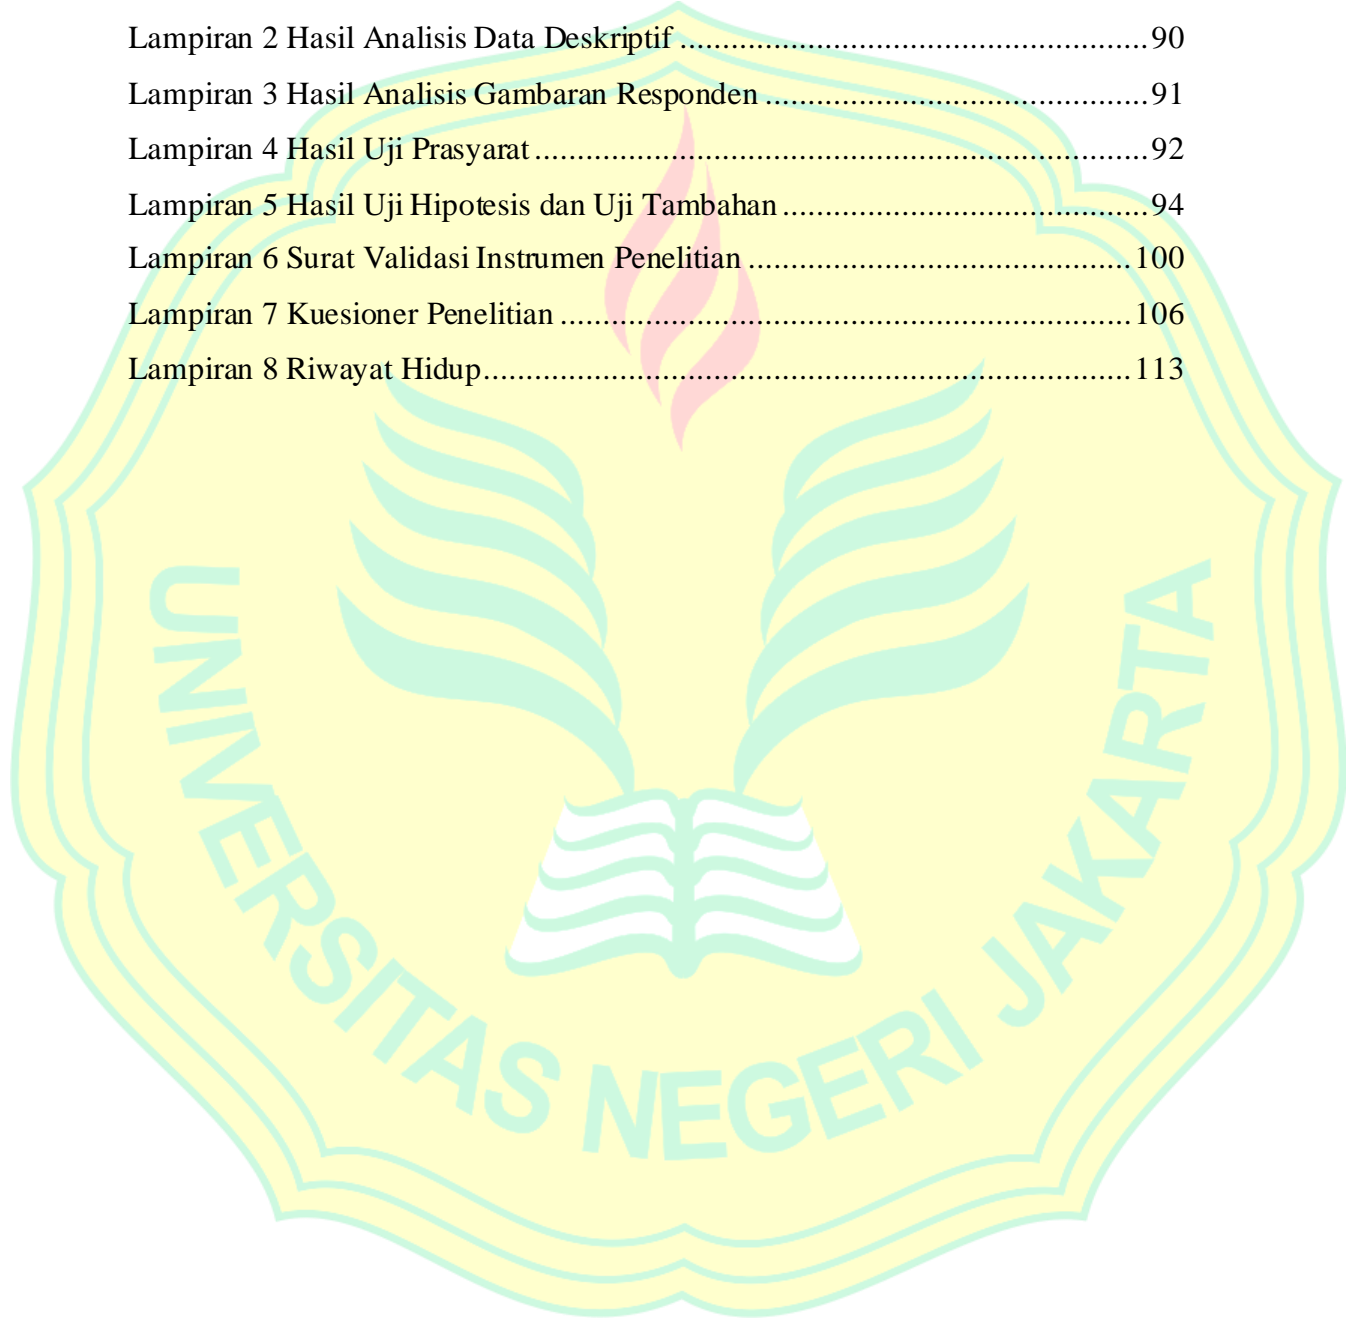 Lampiran 2 Hasil Analisis Data Deskriptif ....................................................... 90
Lampiran 3 Hasil Analisis Gambaran Responden ............................................. 91
Lampiran 4 Hasil Uji Prasyarat ........................................................................ 92
Lampiran 5 Hasil Uji Hipotesis dan Uji Tambahan ........................................... 94
Lampiran 6 Surat Validasi Instrumen Penelitian ............................................. 100
Lampiran 7 Kuesioner Penelitian ................................................................... 106
Lampiran 8 Riwayat Hidup............................................................................ 113
UNIVERSITAS NEGERI JAKARTA